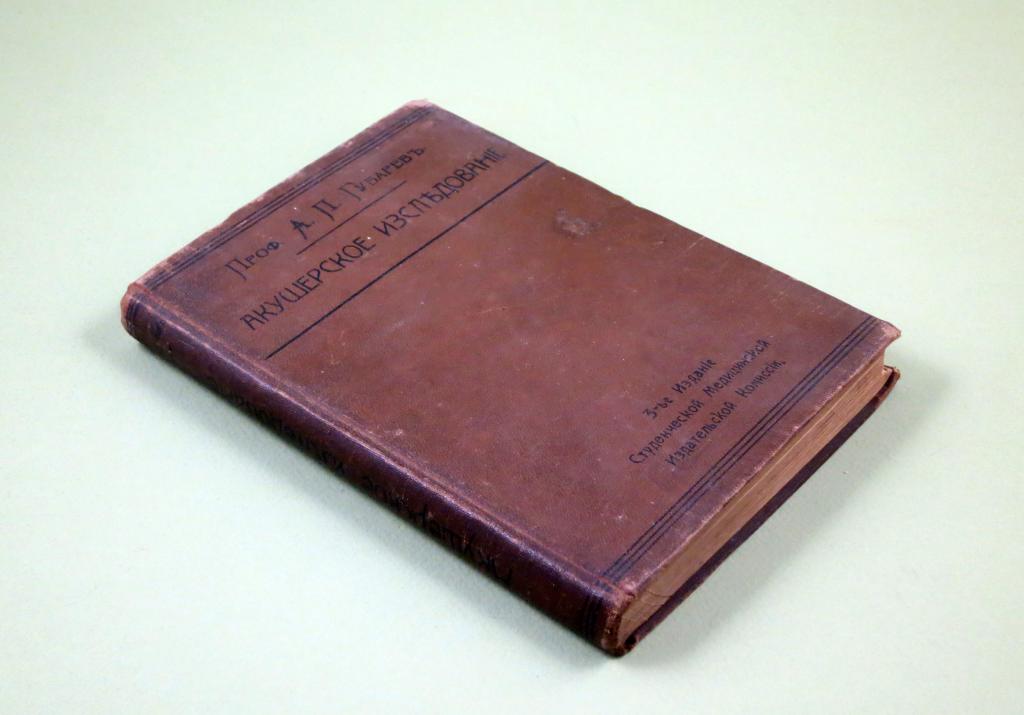 Проф. А. П. Губаревъ.
АКУШЕРСКОЕ ИЗСЛѢДОВАНІЕ
3-ье Изданіе
Студенческой Медицинской
Издательской Комиссіи.